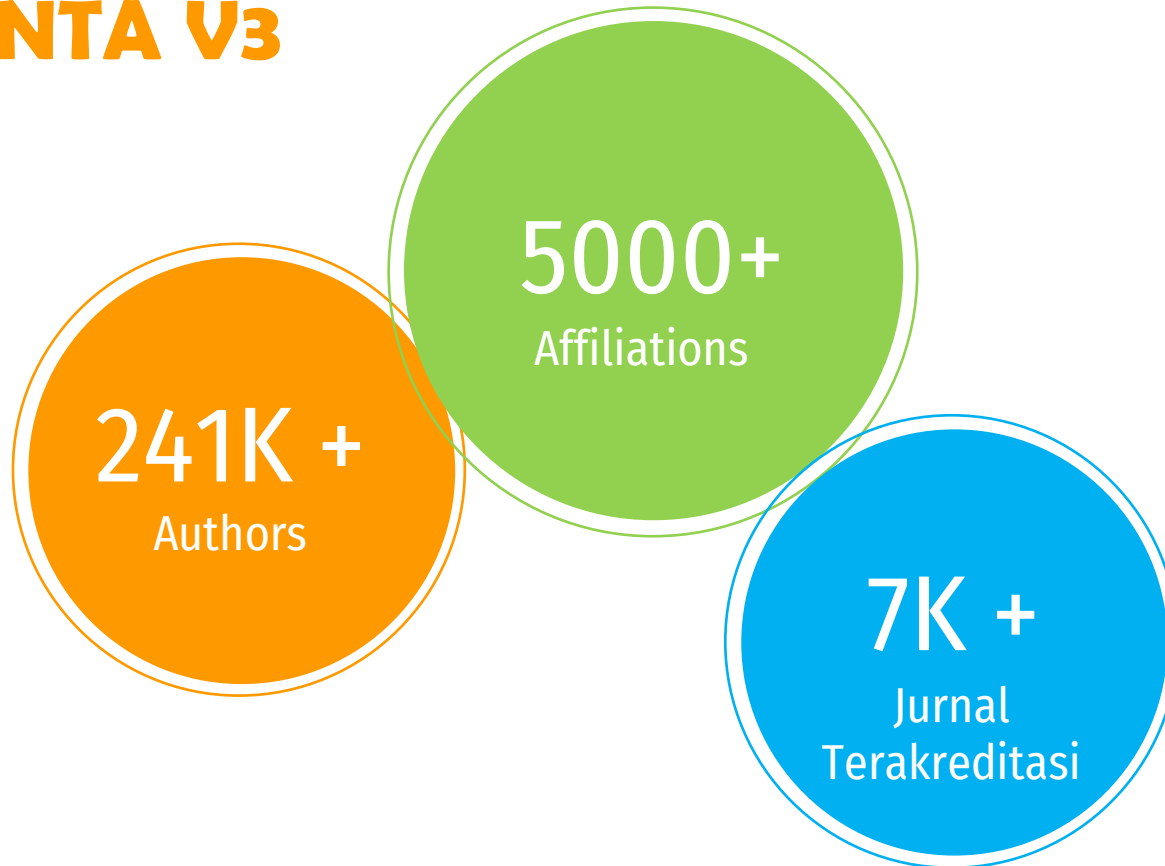 NTA V3
5000+
Affiliations
241K +
Authors
7K +
Jurnal
Terakreditasi